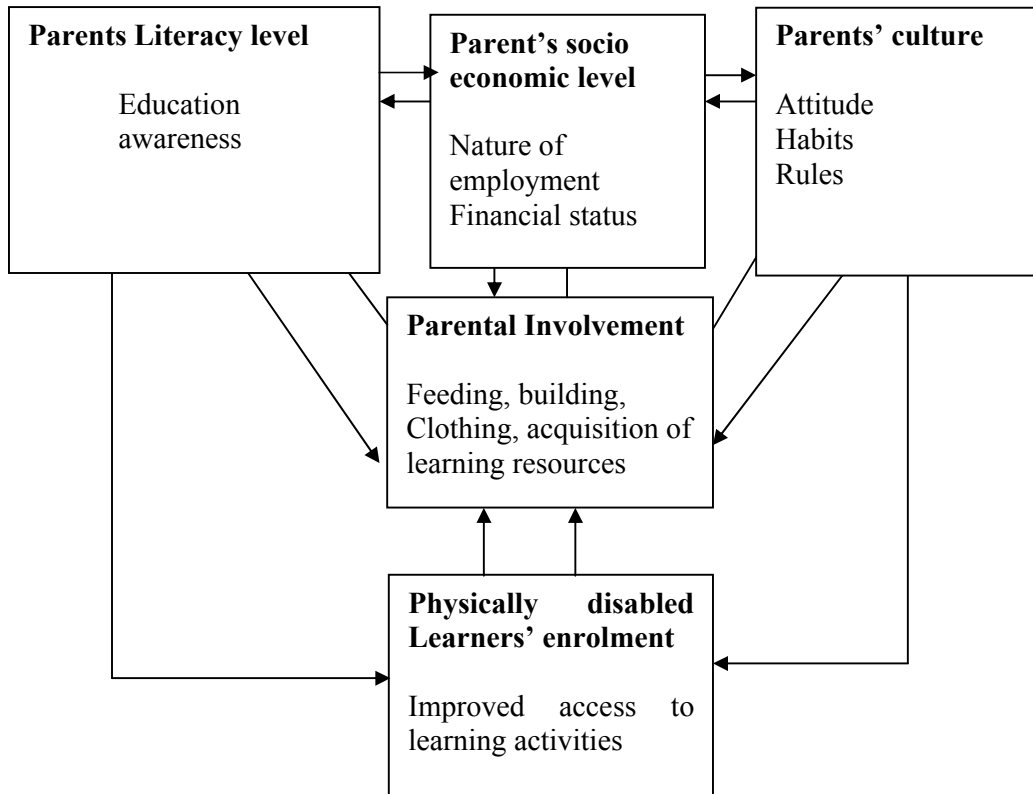 Parents Literacy level
Education
awareness
Parent’s socio
economic level
Nature of
employment
Financial status
Parents’ culture
Attitude
Habits
Rules
Parental Involvement
Feeding, building,
Clothing, acquisition of
learning resources
Physically disabled
Learners’ enrolment
Improved access to
learning activities